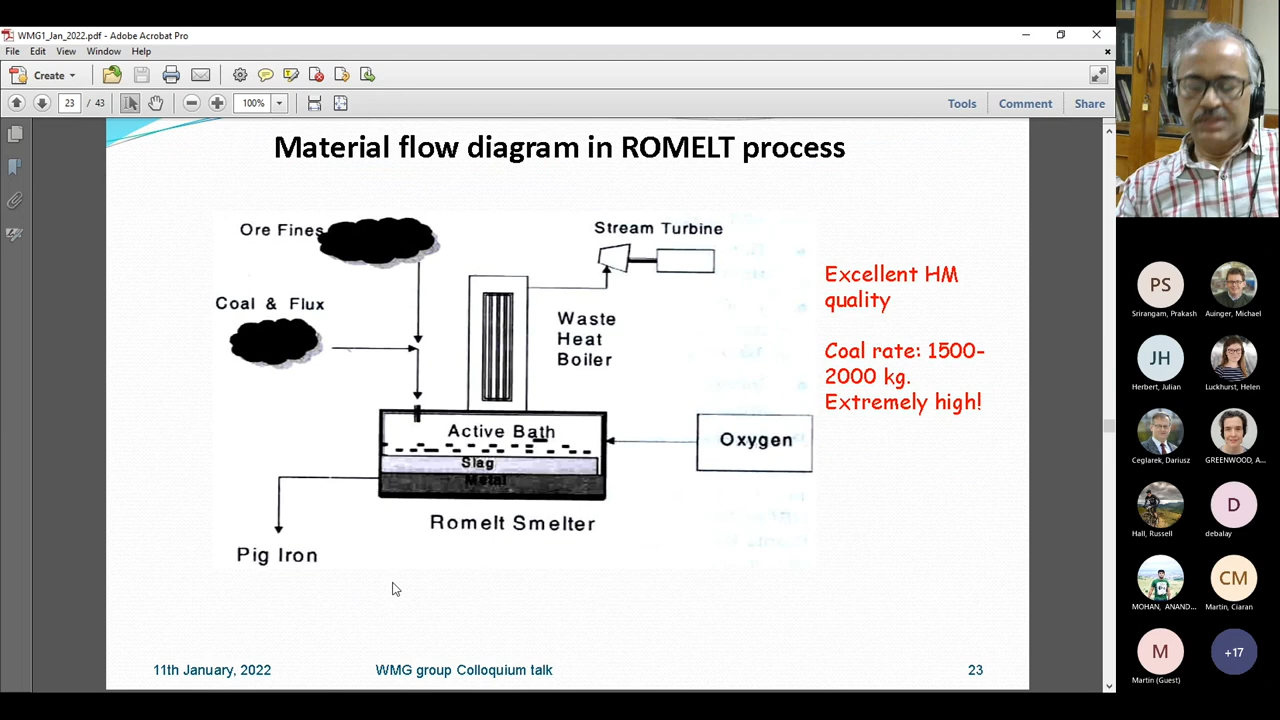 WMG1_Jan_2022.pdf - Adobe Acrobat Pro
File Edit View Window Help
Create
23 / 43
100%
Tools Comment Share
Material flow diagram in ROMELT process
Ore Fines
Stream Turbine
Coal & Flux
Waste
Heat
Boiler
Excellent HM
quality
Coal rate: 1500-
2000 kg.
Extremely high!
Active Bath
Slag
Metal
Oxygen
Romelt Smelter
Pig Iron
11th January, 2022
WMG group Colloquium talk
23
PS
Srirangam, Prakash
Auinger, Michael
JH
Herbert, Julian
Luckhurst, Helen
Ceglarek, Dariusz
GREENWOOD, A...
Hall, Russell
D
debalay
MOHAN, ANAND...
CM
Martin, Ciaran
M
Martin (Guest)
+17